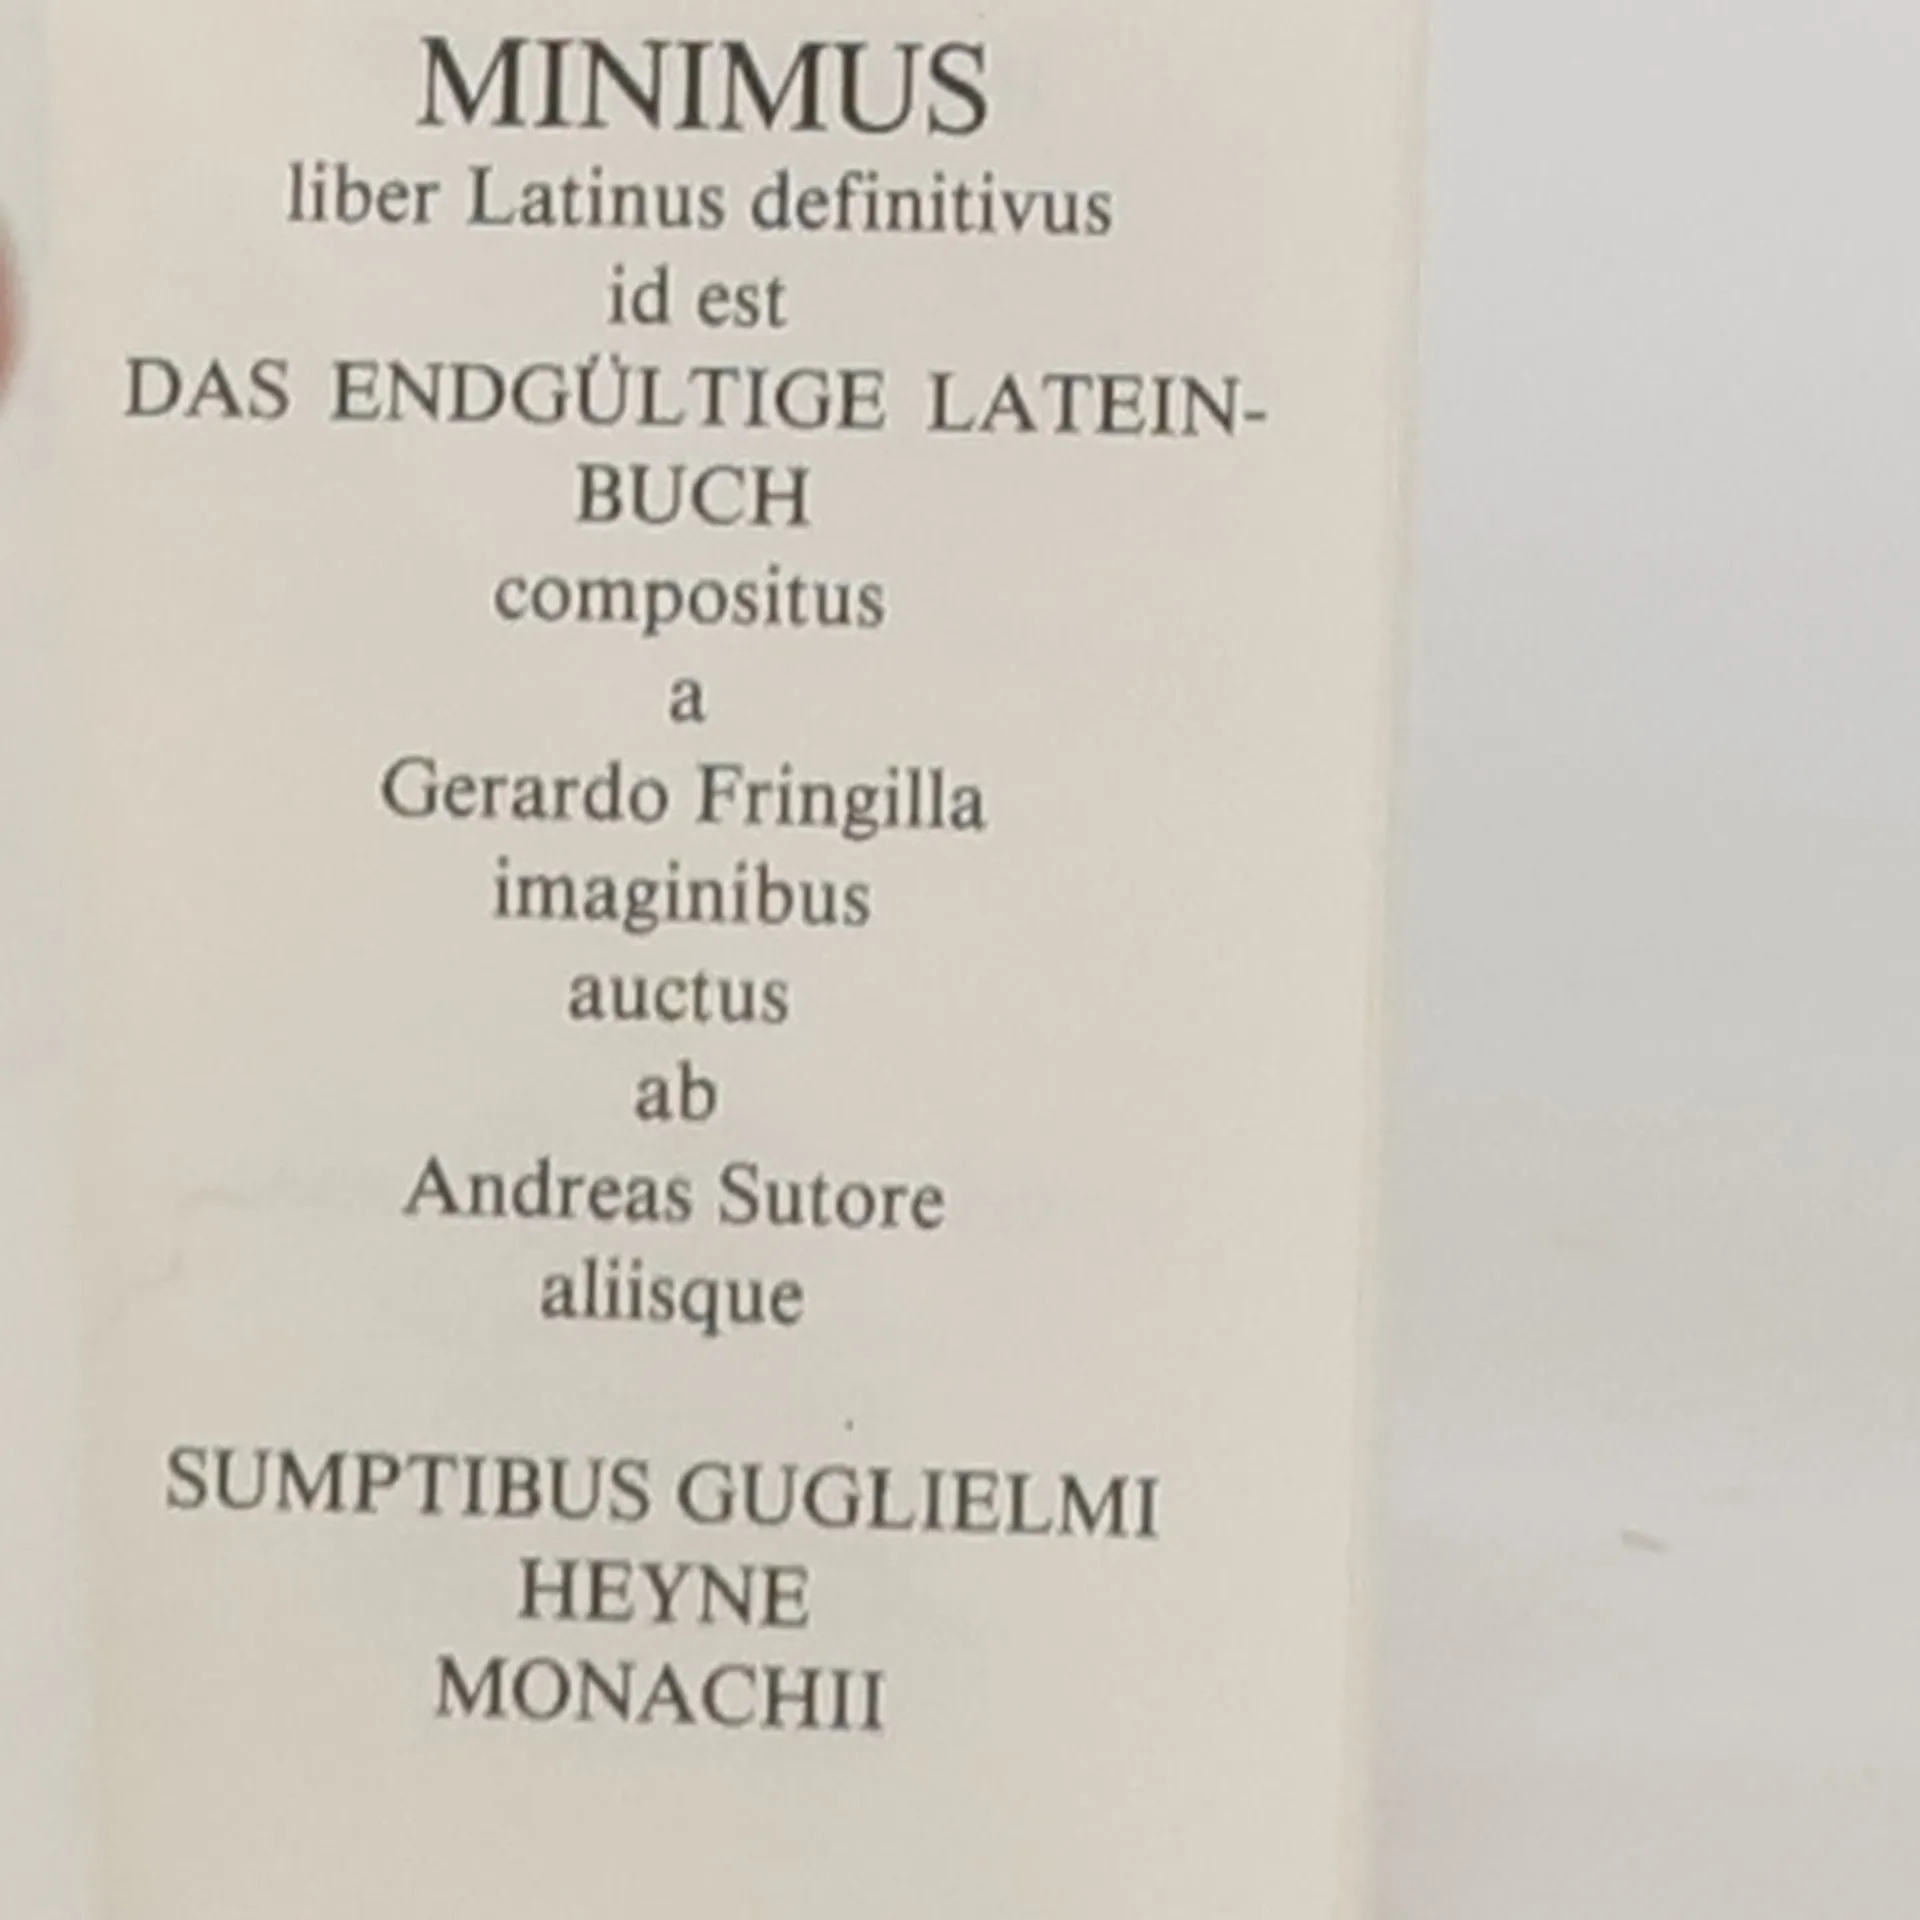 MINIMUS
liber Latinus definitivus
id est
DAS ENDGÜLTIGE LATEIN-
BUCH
compositus
a
Gerardo Fringilla
imaginibus
auctus
ab
Andreas Sutore
aliisque
SUMPTIBUS GUGLIELMI
HEYNE
MONACHII